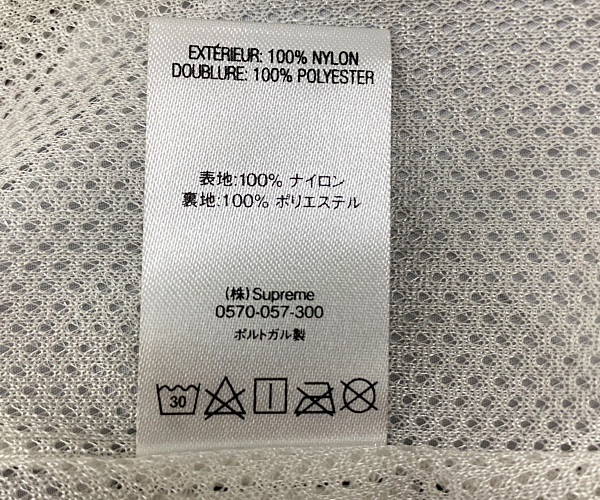 EXTÉRIEUR: 100% NYLON
DOUBLURE: 100% POLYESTER
表地:100% ナイロン
裏地:100% ポリエステル
(株)Supreme
0570-057-300
ポルトガル製
30